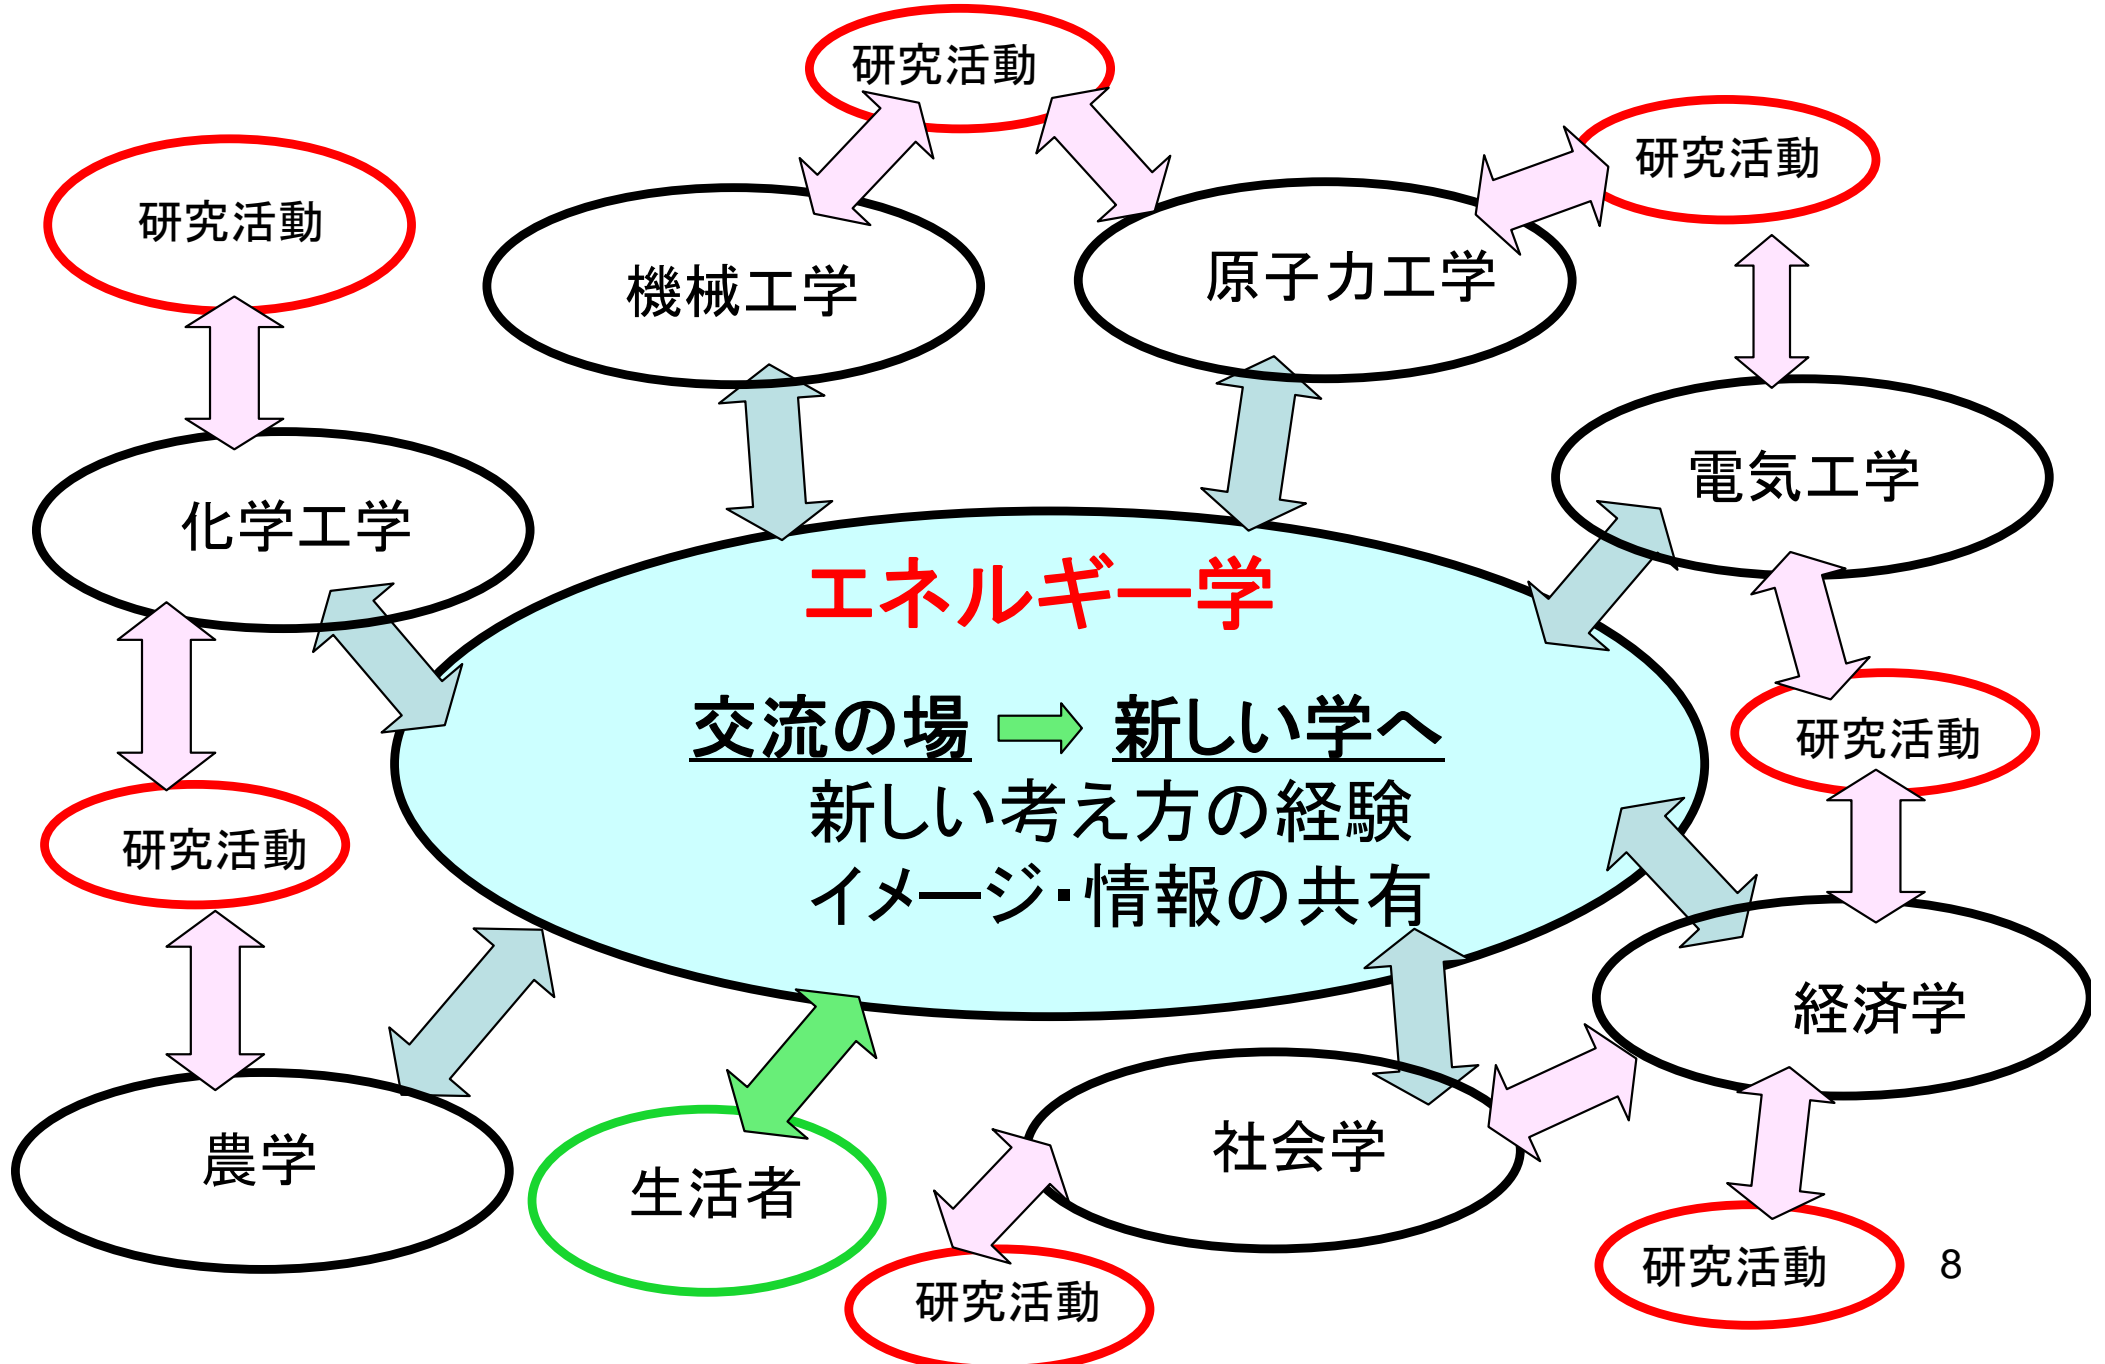 研究活動
研究活動
研究活動
機械工学
原子力工学
電気工学
化学工学
エネルギー学
交流の場 新しい学へ
新しい考え方の経験
イメージ・情報の共有
研究活動
研究活動
経済学
社会学
農学
生活者
研究活動
研究活動
8